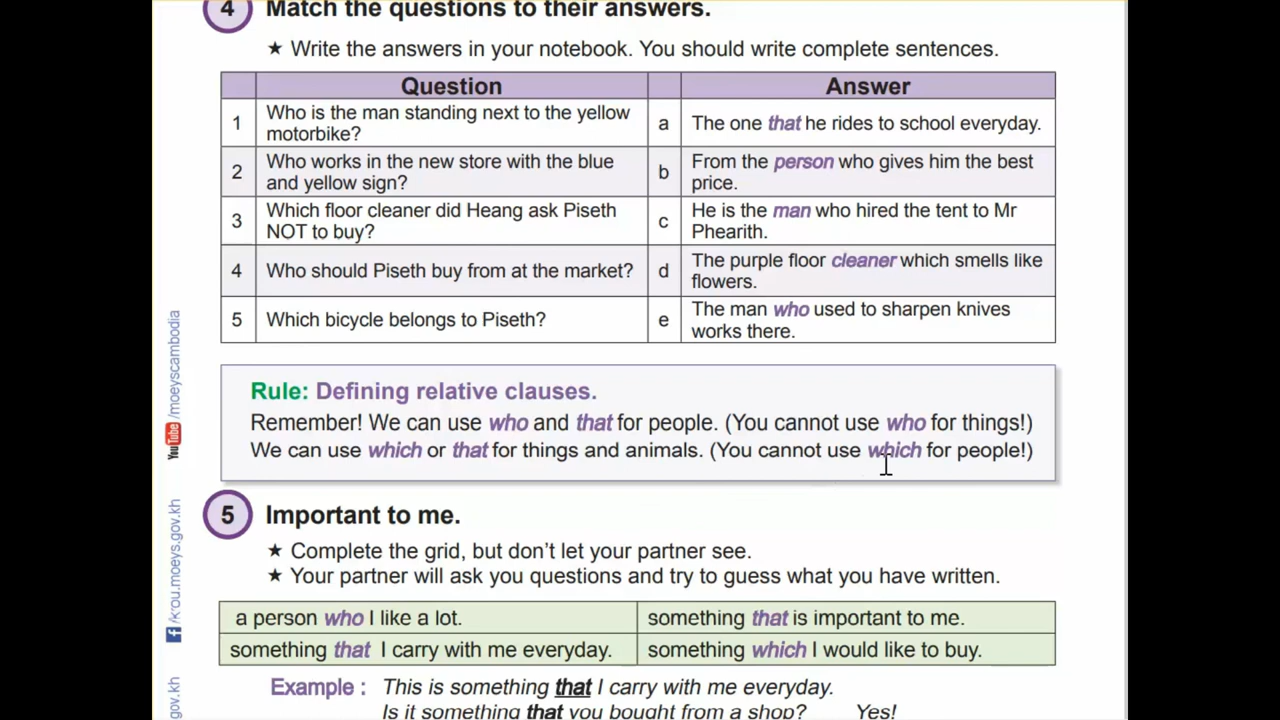 4 Match the questions to their answers.
★ Write the answers in your notebook. You should write complete sentences.
Question Answer
1 Who is the man standing next to the yellow motorbike? a The one that he rides to school everyday.
2 Who works in the new store with the blue and yellow sign? b From the person who gives him the best price.
3 Which floor cleaner did Heang ask Piseth NOT to buy? c He is the man who hired the tent to Mr Phearith.
4 Who should Piseth buy from at the market? d The purple floor cleaner which smells like flowers.
5 Which bicycle belongs to Piseth? e The man who used to sharpen knives works there.
Rule: Defining relative clauses.
Remember! We can use who and that for people. (You cannot use who for things!)
We can use which or that for things and animals. (You cannot use which for people!)
5 Important to me.
★ Complete the grid, but don't let your partner see.
★ Your partner will ask you questions and try to guess what you have written.
a person who I like a lot. something that is important to me.
something that I carry with me everyday. something which I would like to buy.
Example : This is something that I carry with me everyday.
Is it something that you bought from a shop? Yes!
YouTube /moeyscambodia
f /krou.moeys.gov.kh
gov.kh